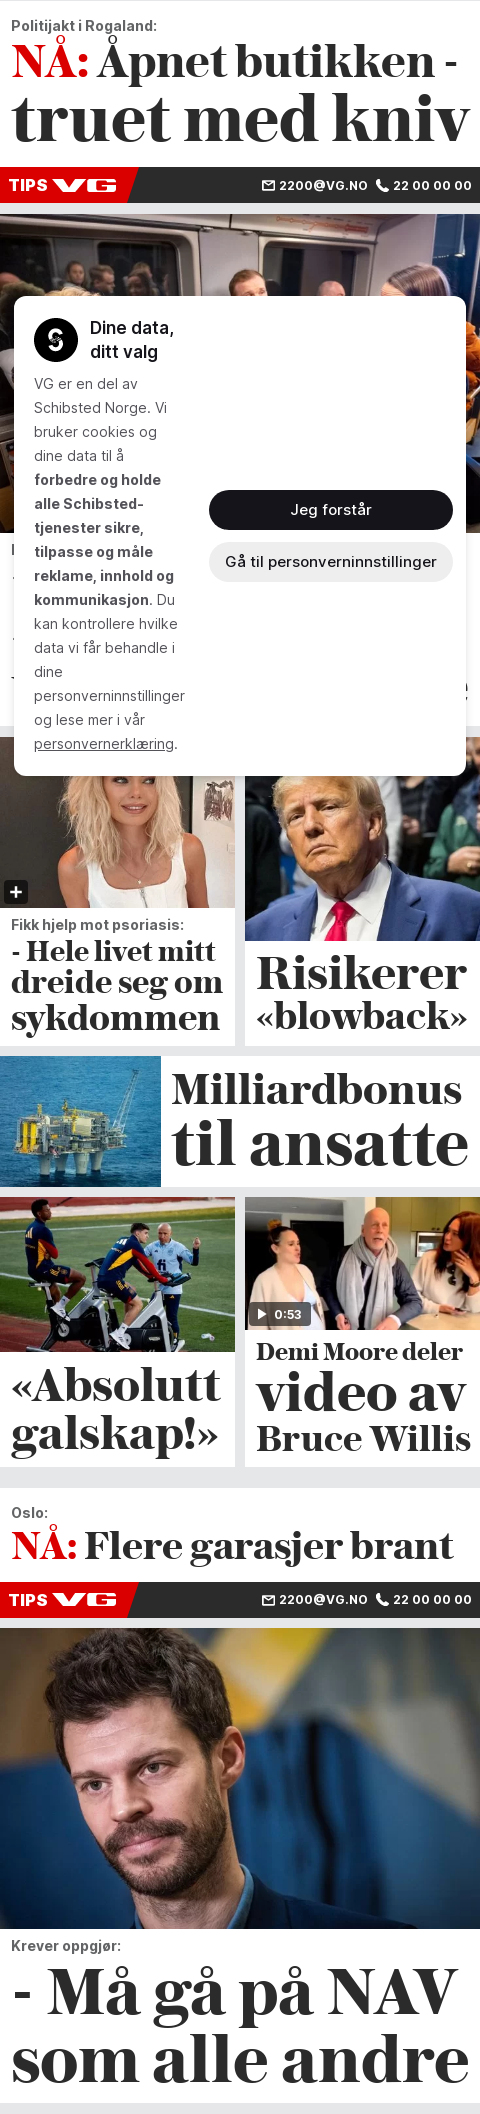 Politijakt i Rogaland:
NÅ: Åpnet butikken -
truet med kniv
TIPS VG 2200@VG.NO 22 00 00 00
Dine data,
ditt valg
VG er en del av
Schibsted Norge. Vi
bruker cookies og
dine data til å
forbedre og holde
alle Schibsted-
tjenester sikre,
tilpasse og måle
reklame, innhold og
kommunikasjon. Du
kan kontrollere hvilke
data vi får behandle i
dine
personverninnstillinger
og lese mer i vår
personvernerklæring.
Jeg forstår
Gå til personverninnstillinger
Fikk hjelp mot psoriasis:
- Hele livet mitt
dreide seg om
sykdommen
Risikerer
«blowback»
Milliardbonus
til ansatte
«Absolutt
galskap!»
0:53
Demi Moore deler
video av
Bruce Willis
Oslo:
NÅ: Flere garasjer brant
TIPS VG 2200@VG.NO 22 00 00 00
Krever oppgjør:
- Må gå på NAV
som alle andre